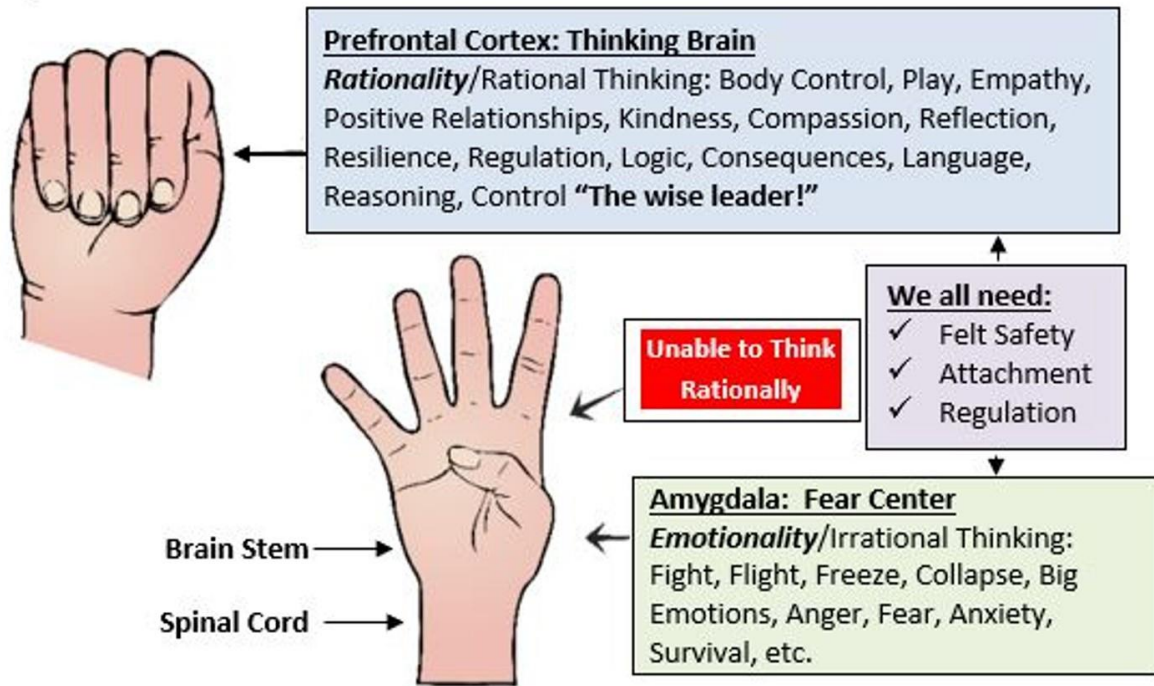 Prefrontal Cortex: Thinking Brain
Rationality/Rational Thinking: Body Control, Play, Empathy,
Positive Relationships, Kindness, Compassion, Reflection,
Resilience, Regulation, Logic, Consequences, Language,
Reasoning, Control “The wise leader!”
We all need:
✓ Felt Safety
✓ Attachment
✓ Regulation
Unable to Think
Rationally
Amygdala: Fear Center
Emotionality/Irrational Thinking:
Fight, Flight, Freeze, Collapse, Big
Emotions, Anger, Fear, Anxiety,
Survival, etc.
Brain Stem
Spinal Cord